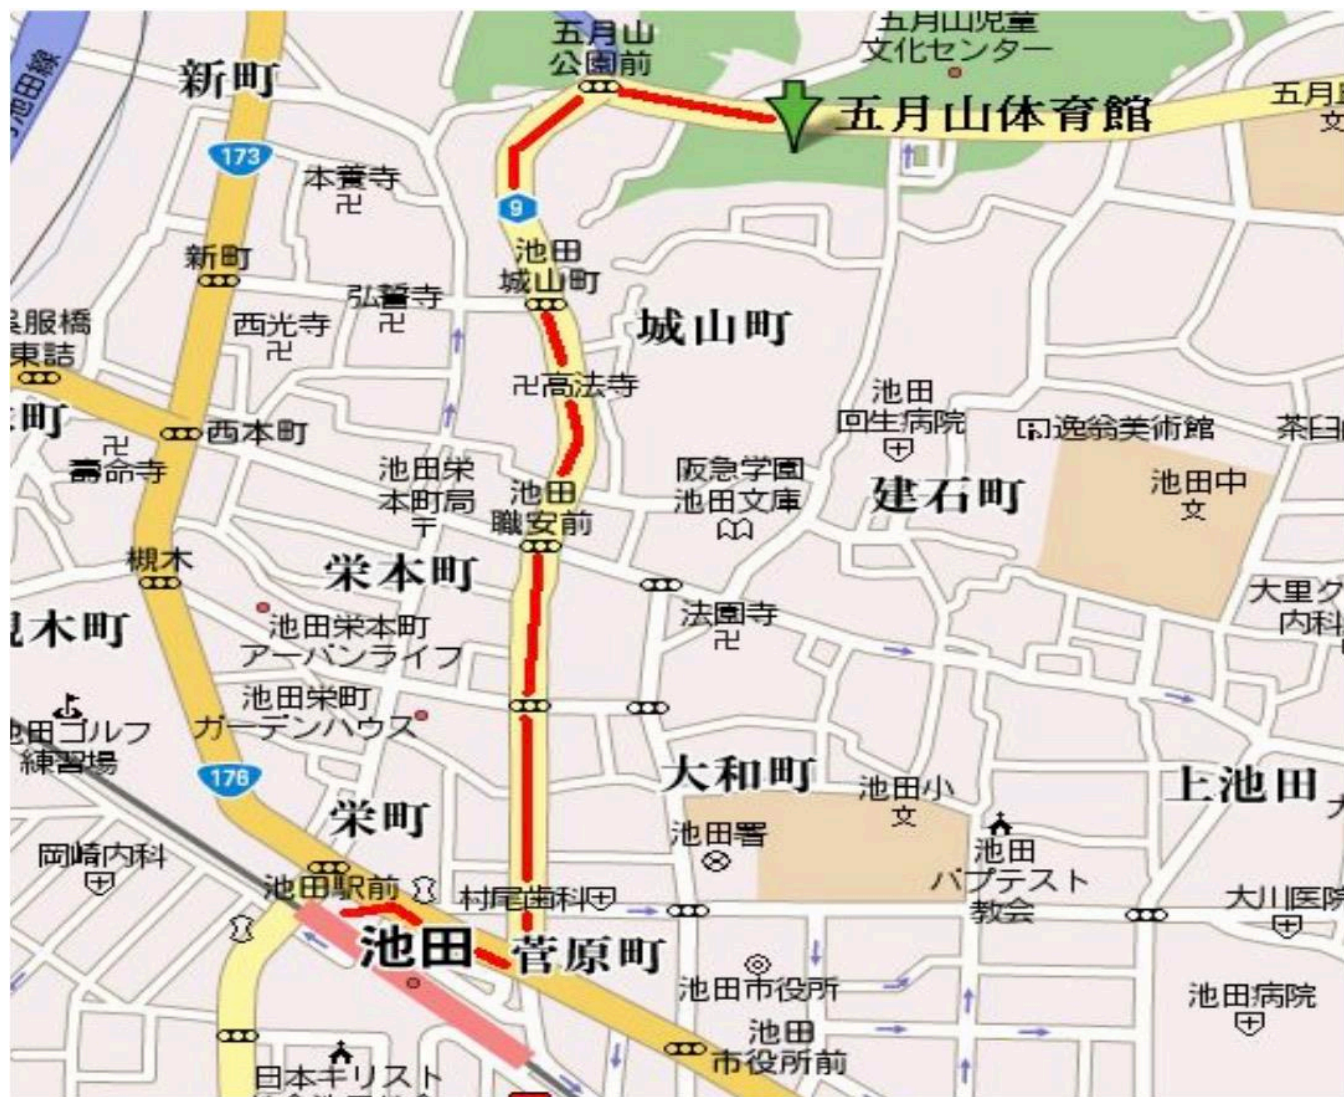 五月山
公園前
五月山児童
文化センター
新町
五月山体育館
173
本養寺
9
新町
池田
城山町
弘誓寺
西光寺
城山町
東詰
高法寺
池田
回生病院
逸翁美術館
西本町
壽命寺
池田栄
本町局
池田
職安前
阪急学園
池田文庫
建石町
池田中
槻木
栄本町
法園寺
木町
池田栄本町
アーバンライフ
池田栄町
ガーデンハウス
田ゴルフ
練習場
176
大和町
池田小
上池田
栄町
池田署
岡崎内科
池田
バプテスト
教会
池田駅前
村尾歯科
大川医院
池田
菅原町
池田市役所
池田病院
池田
市役所前
日本キリスト